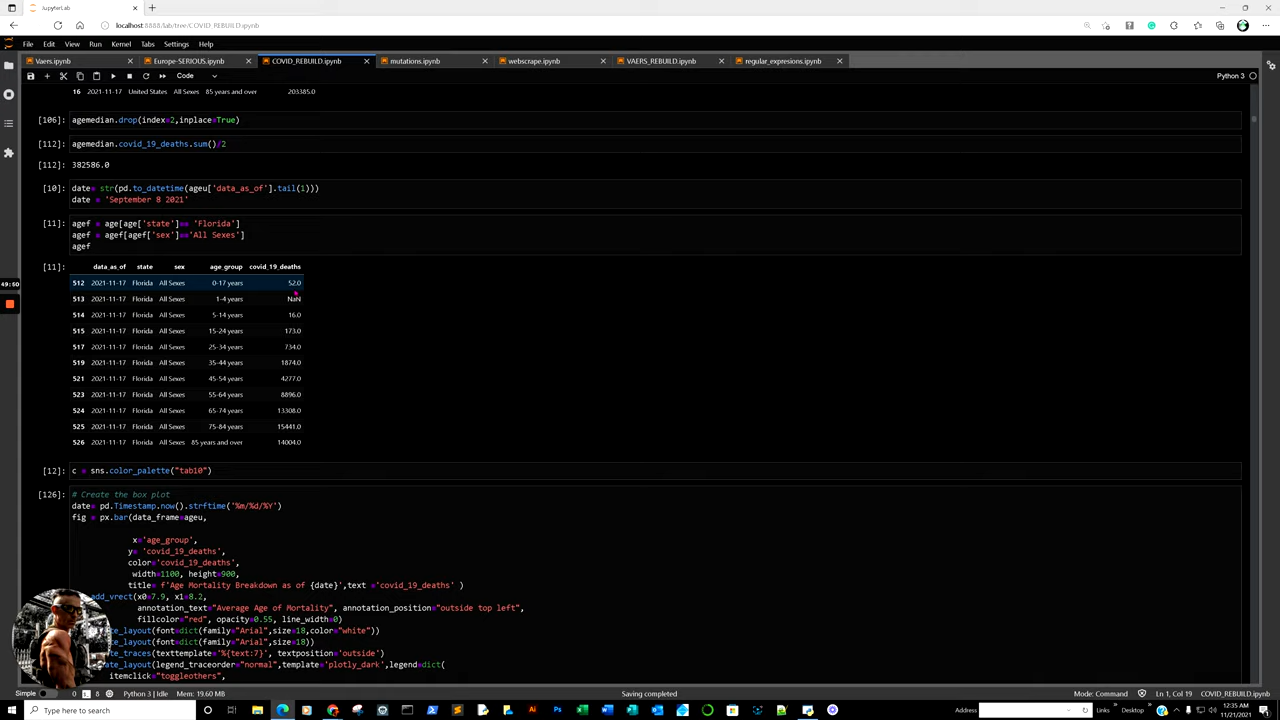 JupyterLab
COVID_REBUILD.ipynb
localhost:8888/lab/tree/COVID_REBUILD.ipynb
File Edit View Run Kernel Tabs Settings Help
Vaers.ipynb Europe-SERIOUS.ipynb COVID_REBUILD.ipynb mutations.ipynb webscrape.ipynb VAERS_REBUILD.ipynb regular_expresions.ipynb
Code Python 3
16 2021-11-17 United States All Sexes 85 years and over 203385.0
[106]: agemedian.drop(index=2,inplace=True)
[112]: agemedian.covid_19_deaths.sum()/2
[112]: 382586.0
[10]: date= str(pd.to_datetime(ageu['data_as_of'].tail(1)))
date = 'September 8 2021'
[11]: agef = age[age['state']== 'Florida']
agef = agef[agef['sex']=='All Sexes']
agef
[11]: data_as_of state sex age_group covid_19_deaths
512 2021-11-17 Florida All Sexes 0-17 years 52.0
513 2021-11-17 Florida All Sexes 1-4 years NaN
514 2021-11-17 Florida All Sexes 5-14 years 16.0
515 2021-11-17 Florida All Sexes 15-24 years 173.0
517 2021-11-17 Florida All Sexes 25-34 years 734.0
519 2021-11-17 Florida All Sexes 35-44 years 1874.0
521 2021-11-17 Florida All Sexes 45-54 years 4277.0
523 2021-11-17 Florida All Sexes 55-64 years 8896.0
524 2021-11-17 Florida All Sexes 65-74 years 13308.0
525 2021-11-17 Florida All Sexes 75-84 years 15441.0
526 2021-11-17 Florida All Sexes 85 years and over 14004.0
49:50
[12]: c = sns.color_palette("tab10")
[126]: # Create the box plot
date= pd.Timestamp.now().strftime('%m/%d/%Y')
fig = px.bar(data_frame=ageu,
x='age_group',
y= 'covid_19_deaths',
color='covid_19_deaths',
width=1100, height=900,
title= f'Age Mortality Breakdown as of {date}',text ='covid_19_deaths' )
add_vrect(x0=7.9, x1=8.2,
annotation_text="Average Age of Mortality", annotation_position="outside top left",
fillcolor="red", opacity=0.55, line_width=0)
te_layout(font=dict(family="Arial",size=18,color="white"))
te_layout(font=dict(family="Arial",size=18))
te_traces(texttemplate='%{text:7}', textposition='outside')
te_layout(legend_traceorder="normal",template='plotly_dark',legend=dict(
itemclick="toggleothers",
Simple 0 8 Python 3 | Idle Mem: 19.60 MB Saving completed Mode: Command Ln 1, Col 19 COVID_REBUILD.ipynb
Type here to search Address Links Desktop 12:35 AM
11/21/2021